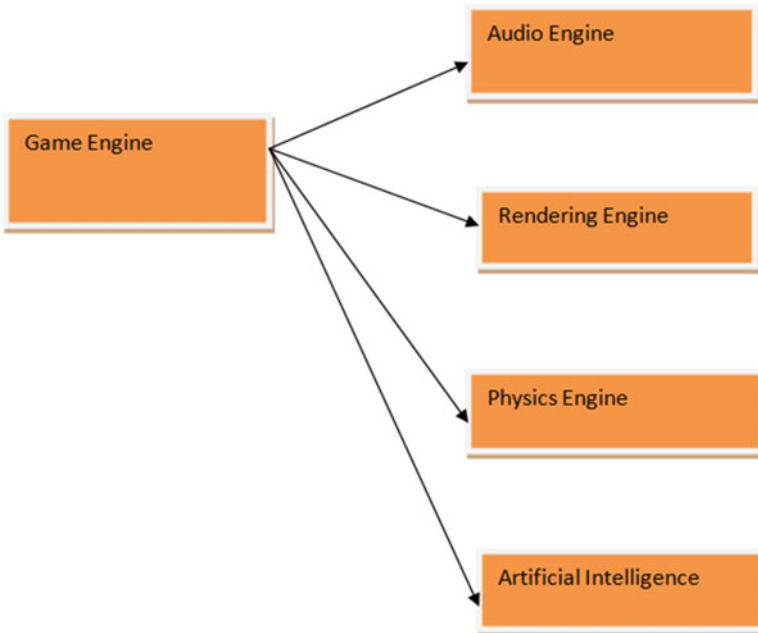 Audio Engine
Game Engine
Rendering Engine
Physics Engine
Artificial Intelligence